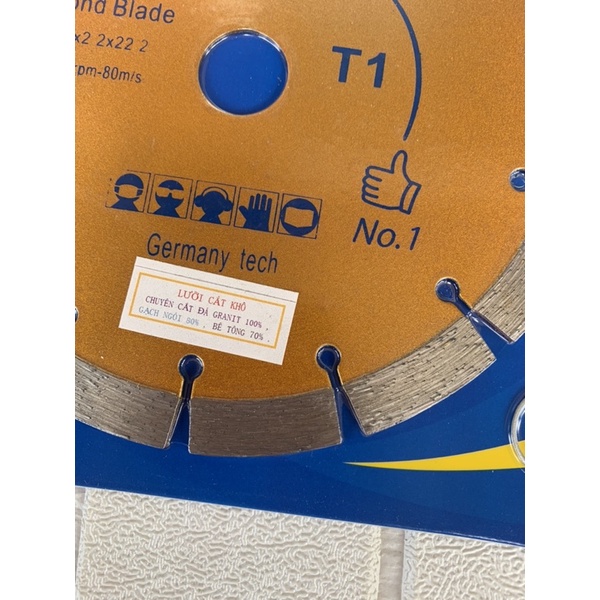 ond Blade
x2 2x22 2
rpm-80m/s
T1
No.1
Germany tech
LƯỠI CẮT KHÔ
CHUYÊN CẮT ĐÁ GRANIT 100% .
GẠCH NGÓI 80% . BÊ TÔNG 70% .